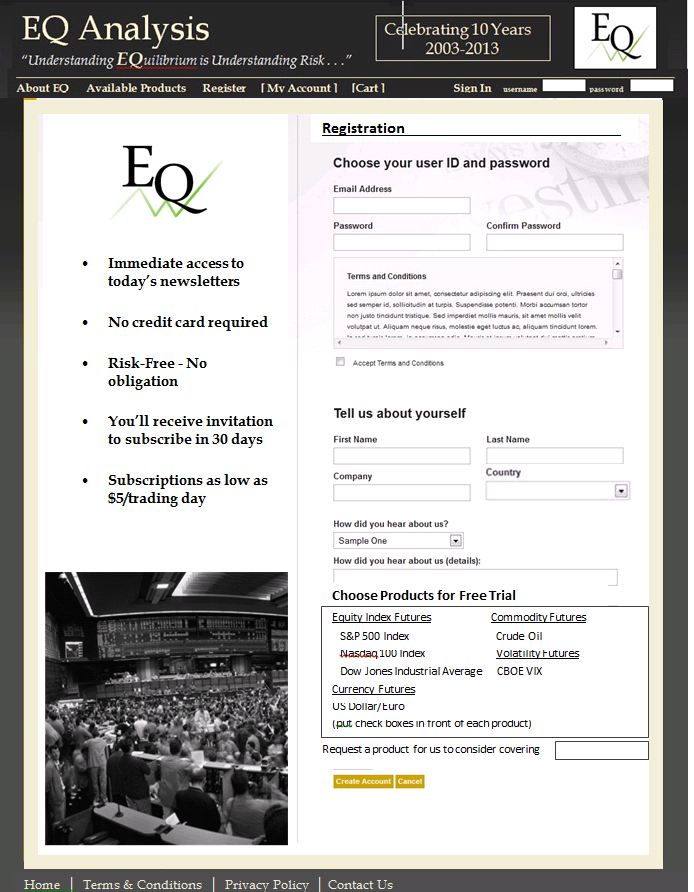 EQ Analysis
Celebrating 10 Years
2003-2013
EQ
“Understanding EQuilibrium is Understanding Risk . . .”
About EQ Available Products Register [ My Account ] [Cart ] Sign In username password
EQ
Immediate access to
today’s newsletters
No credit card required
Risk-Free - No
obligation
You’ll receive invitation
to subscribe in 30 days
Subscriptions as low as
$5/trading day
Registration
Choose your user ID and password
Email Address
Password Confirm Password
Terms and Conditions
Lorem ipsum dolor sit amet, consectetur adipiscing elit. Praesent dui orci, ultricies
sed semper id, sollicitudin at turpis. Suspendisse potenti. Morbi accumsan tortor
non justo tincidunt tristique. Sed imperdiet mollis mauris, sit amet mollis velit
volutpat ut. Aliquam neque risus, molestie eget luctus ac, aliquam tincidunt lorem.
Accept Terms and Conditions
Tell us about yourself
First Name Last Name
Company Country
How did you hear about us?
Sample One
How did you hear about us (details):
Choose Products for Free Trial
Equity Index Futures Commodity Futures
S&P 500 Index Crude Oil
Nasdaq 100 Index Volatility Futures
Dow Jones Industrial Average CBOE VIX
Currency Futures
US Dollar/Euro
(put check boxes in front of each product)
Request a product for us to consider covering
Create Account Cancel
Home | Terms & Conditions | Privacy Policy | Contact Us